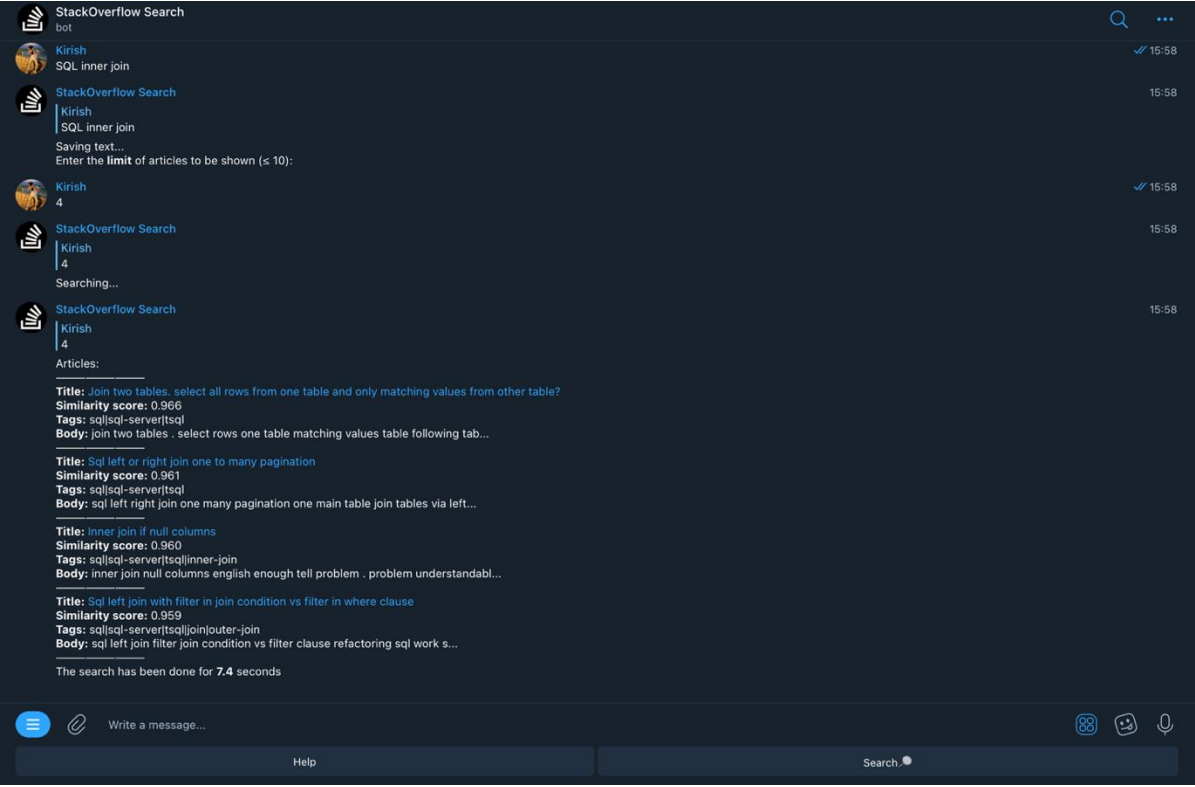 StackOverflow Search
bot
Kirish
15:58
SQL inner join
StackOverflow Search
15:58
Kirish
SQL inner join
Saving text...
Enter the limit of articles to be shown (≤ 10):
Kirish
15:58
4
StackOverflow Search
15:58
Kirish
4
Searching...
StackOverflow Search
15:58
Kirish
4
Articles:
Title: Join two tables. select all rows from one table and only matching values from other table?
Similarity score: 0.966
Tags: sql|sql-server|tsql
Body: join two tables . select rows one table matching values table following tab...
Title: Sql left or right join one to many pagination
Similarity score: 0.961
Tags: sql|sql-server|tsql
Body: sql left right join one many pagination one main table join tables via left...
Title: Inner join if null columns
Similarity score: 0.960
Tags: sql|sql-server|tsql|inner-join
Body: inner join null columns english enough tell problem . problem understandabl...
Title: Sql left join with filter in join condition vs filter in where clause
Similarity score: 0.959
Tags: sql|sql-server|tsql|join|outer-join
Body: sql left join filter join condition vs filter clause refactoring sql work s...
The search has been done for 7.4 seconds
Write a message...
Help
Search